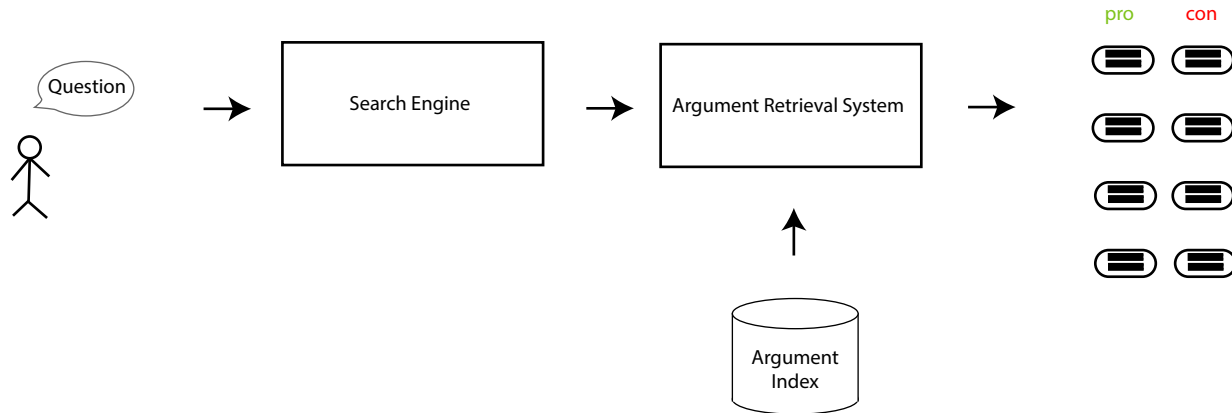 pro con
Question
Search Engine
Argument Retrieval System
Argument
Index